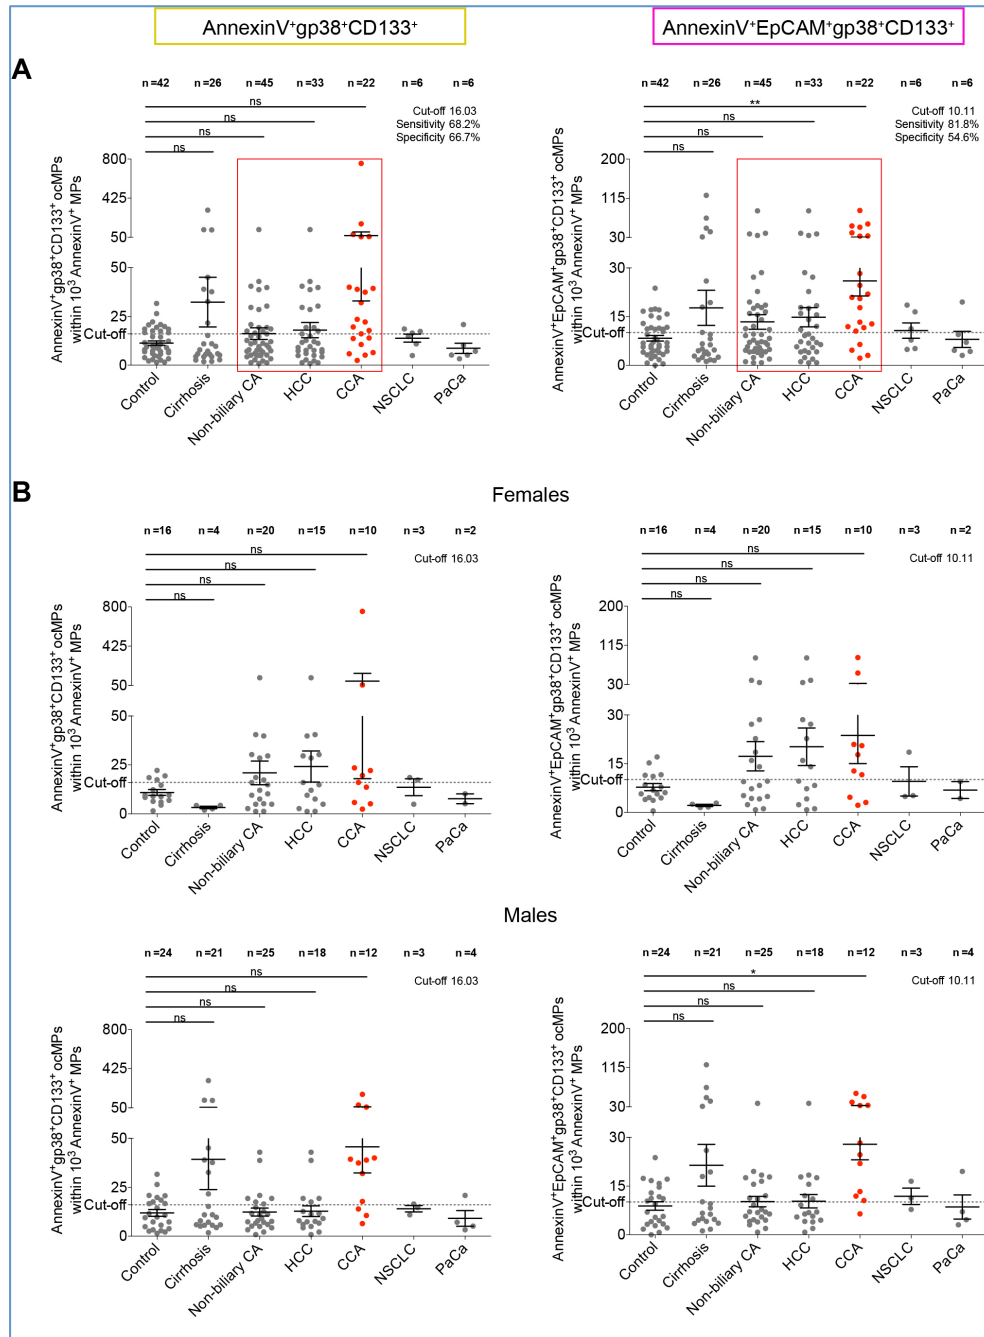 AnnexinV⁺gp38⁺CD133⁺
AnnexinV⁺EpCAM⁺gp38⁺CD133⁺
A
n =42 n =26 n =45 n =33 n =22 n =6 n =6
ns
ns
ns
ns
Cut-off 16.03
Sensitivity 68.2%
Specificity 66.7%
AnnexinV⁺gp38⁺CD133⁺ ocMPs
within 10³ AnnexinV⁺ MPs
800
425
50
50
25
Cut-off
0
Control Cirrhosis Non-biliary CA HCC CCA NSCLC PaCa
n =42 n =26 n =45 n =33 n =22 n =6 n =6
**
ns
ns
ns
Cut-off 10.11
Sensitivity 81.8%
Specificity 54.6%
AnnexinV⁺EpCAM⁺gp38⁺CD133⁺ ocMPs
within 10³ AnnexinV⁺ MPs
200
115
30
30
15
Cut-off
0
Control Cirrhosis Non-biliary CA HCC CCA NSCLC PaCa
B
Females
n =16 n =4 n =20 n =15 n =10 n =3 n =2
ns
ns
ns
ns
Cut-off 16.03
AnnexinV⁺gp38⁺CD133⁺ ocMPs
within 10³ AnnexinV⁺ MPs
800
425
50
50
25
Cut-off
0
Control Cirrhosis Non-biliary CA HCC CCA NSCLC PaCa
n =16 n =4 n =20 n =15 n =10 n =3 n =2
ns
ns
ns
ns
Cut-off 10.11
AnnexinV⁺EpCAM⁺gp38⁺CD133⁺ ocMPs
within 10³ AnnexinV⁺ MPs
200
115
30
30
15
Cut-off
0
Control Cirrhosis Non-biliary CA HCC CCA NSCLC PaCa
Males
n =24 n =21 n =25 n =18 n =12 n =3 n =4
ns
ns
ns
ns
Cut-off 16.03
AnnexinV⁺gp38⁺CD133⁺ ocMPs
within 10³ AnnexinV⁺ MPs
800
425
50
50
25
Cut-off
0
Control Cirrhosis Non-biliary CA HCC CCA NSCLC PaCa
n =24 n =21 n =25 n =18 n =12 n =3 n =4
*
ns
ns
ns
Cut-off 10.11
AnnexinV⁺EpCAM⁺gp38⁺CD133⁺ ocMPs
within 10³ AnnexinV⁺ MPs
200
115
30
30
15
Cut-off
0
Control Cirrhosis Non-biliary CA HCC CCA NSCLC PaCa